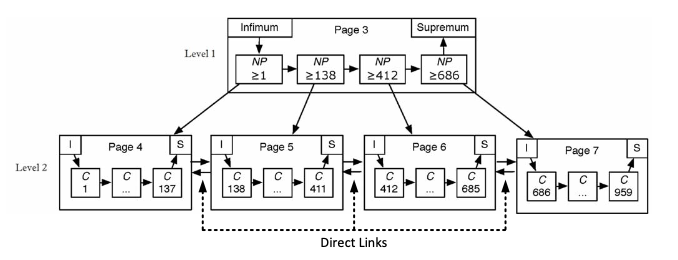 Infimum
Page 3
Supremum
Level 1
NP
≥1
NP
≥138
NP
≥412
NP
≥686
I
Page 4
S
I
Page 5
S
I
Page 6
S
I
Page 7
S
Level 2
C
1
C
...
C
137
C
138
C
...
C
411
C
412
C
...
C
685
C
686
C
...
C
959
Direct Links